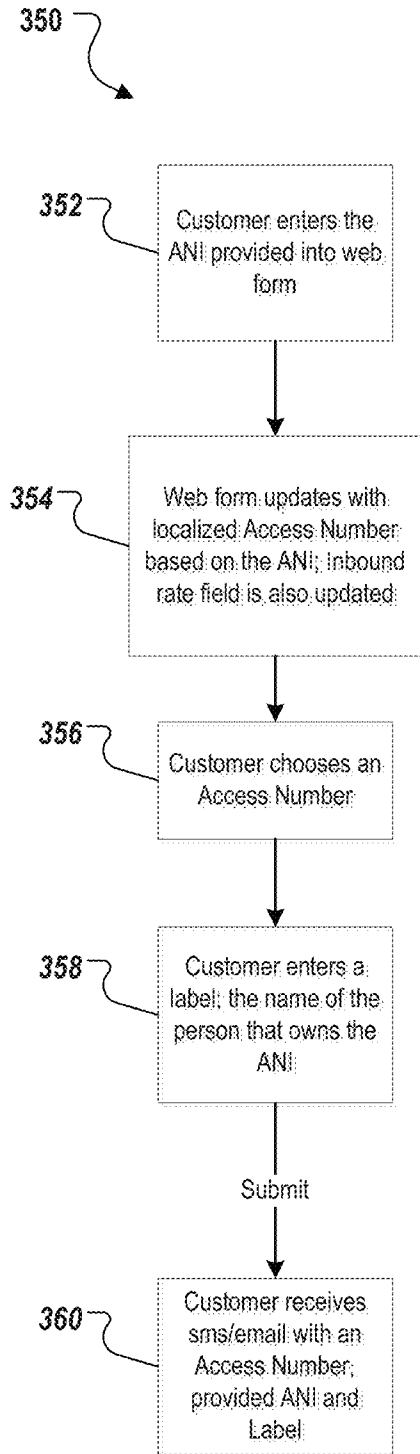 350
352
Customer enters the
ANI provided into web
form
354
Web form updates with
localized Access Number
based on the ANI; Inbound
rate field is also updated
356
Customer chooses an
Access Number
358
Customer enters a
label; the name of the
person that owns the
ANI
Submit
360
Customer receives
sms/email with an
Access Number,
provided ANI and
Label